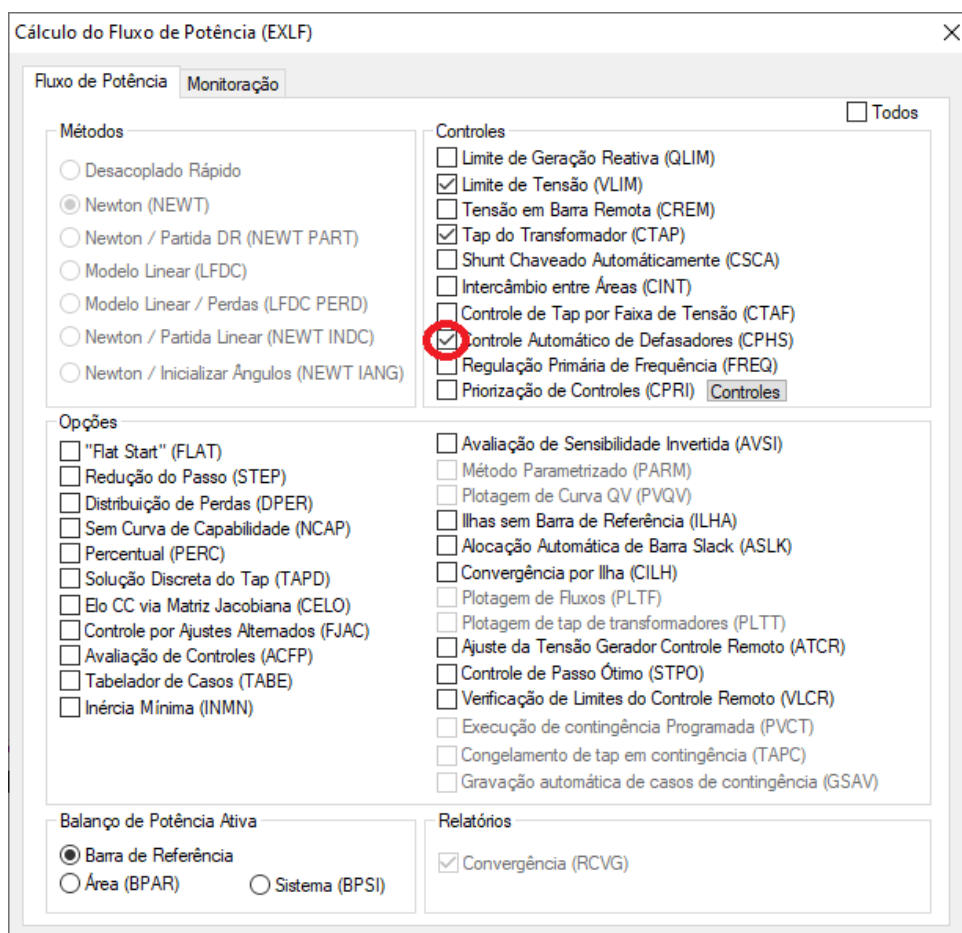 Cálculo do Fluxo de Potência (EXLF)
Fluxo de Potência
Monitoração
Todos
Métodos
Desacoplado Rápido
Newton (NEWT)
Newton / Partida DR (NEWT PART)
Modelo Linear (LFDC)
Modelo Linear / Perdas (LFDC PERD)
Newton / Partida Linear (NEWT INDC)
Newton / Inicializar Ângulos (NEWT IANG)
Controles
Limite de Geração Reativa (QLIM)
Limite de Tensão (VLIM)
Tensão em Barra Remota (CREM)
Tap do Transformador (CTAP)
Shunt Chaveado Automáticamente (CSCA)
Intercâmbio entre Áreas (CINT)
Controle de Tap por Faixa de Tensão (CTAF)
Controle Automático de Defasadores (CPHS)
Regulação Primária de Frequência (FREQ)
Priorização de Controles (CPRI) Controles
Opções
"Flat Start" (FLAT)
Redução do Passo (STEP)
Distribuição de Perdas (DPER)
Sem Curva de Capabilidade (NCAP)
Percentual (PERC)
Solução Discreta do Tap (TAPD)
Elo CC via Matriz Jacobiana (CELO)
Controle por Ajustes Alternados (FJAC)
Avaliação de Controles (ACFP)
Tabelador de Casos (TABE)
Inércia Mínima (INMN)
Avaliação de Sensibilidade Invertida (AVSI)
Método Parametrizado (PARM)
Plotagem de Curva QV (PVQV)
Ilhas sem Barra de Referência (ILHA)
Alocação Automática de Barra Slack (ASLK)
Convergência por Ilha (CILH)
Plotagem de Fluxos (PLTF)
Plotagem de tap de transformadores (PLTT)
Ajuste da Tensão Gerador Controle Remoto (ATCR)
Controle de Passo Ótimo (STPO)
Verificação de Limites do Controle Remoto (VLCR)
Execução de contingência Programada (PVCT)
Congelamento de tap em contingência (TAPC)
Gravação automática de casos de contingência (GSAV)
Balanço de Potência Ativa
Barra de Referência
Área (BPAR)
Sistema (BPSI)
Relatórios
Convergência (RCVG)